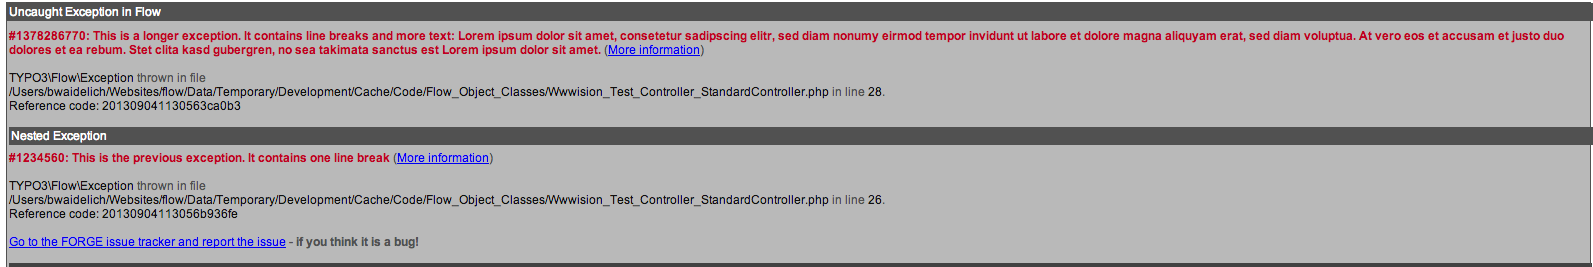 Uncaught Exception in Flow
#1378286770: This is a longer exception. It contains line breaks and more text: Lorem ipsum dolor sit amet, consetetur sadipscing elitr, sed diam nonumy eirmod tempor invidunt ut labore et dolore magna aliquyam erat, sed diam voluptua. At vero eos et accusam et justo duo
dolores et ea rebum. Stet clita kasd gubergren, no sea takimata sanctus est Lorem ipsum dolor sit amet. (More information)
TYPO3\Flow\Exception thrown in file
/Users/bwaidelich/Websites/flow/Data/Temporary/Development/Cache/Code/Flow_Object_Classes/Wwwision_Test_Controller_StandardController.php in line 28.
Reference code: 201309041130563ca0b3
Nested Exception
#1234560: This is the previous exception. It contains one line break (More information)
TYPO3\Flow\Exception thrown in file
/Users/bwaidelich/Websites/flow/Data/Temporary/Development/Cache/Code/Flow_Object_Classes/Wwwision_Test_Controller_StandardController.php in line 26.
Reference code: 20130904113056b936fe
Go to the FORGE issue tracker and report the issue - if you think it is a bug!